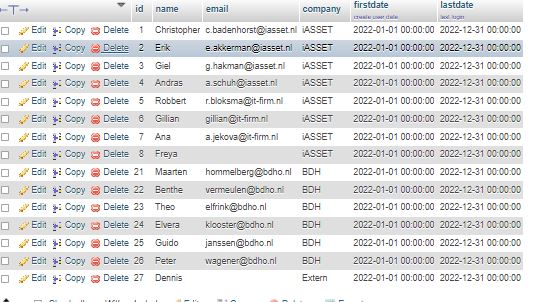 ←T→ id name email company firstdate lastdate
create user date last login
Edit Copy Delete 1 Christopher c.badenhorst@iasset.nl iASSET 2022-01-01 00:00:00 2022-12-31 00:00:00
Edit Copy Delete 2 Erik e.akkerman@iasset.nl iASSET 2022-01-01 00:00:00 2022-12-31 00:00:00
Edit Copy Delete 3 Giel g.hakman@iasset.nl iASSET 2022-01-01 00:00:00 2022-12-31 00:00:00
Edit Copy Delete 4 Andras a.schuh@iasset.nl iASSET 2022-01-01 00:00:00 2022-12-31 00:00:00
Edit Copy Delete 5 Robbert r.bloksma@it-firm.nl iASSET 2022-01-01 00:00:00 2022-12-31 00:00:00
Edit Copy Delete 6 Gillian gillian@it-firm.nl iASSET 2022-01-01 00:00:00 2022-12-31 00:00:00
Edit Copy Delete 7 Ana a.jekova@it-firm.nl iASSET 2022-01-01 00:00:00 2022-12-31 00:00:00
Edit Copy Delete 8 Freya iASSET 2022-01-01 00:00:00 2022-12-31 00:00:00
Edit Copy Delete 21 Maarten hommelberg@bdho.nl BDH 2022-01-01 00:00:00 2022-12-31 00:00:00
Edit Copy Delete 22 Benthe vermeulen@bdho.nl BDH 2022-01-01 00:00:00 2022-12-31 00:00:00
Edit Copy Delete 23 Theo elfrink@bdho.nl BDH 2022-01-01 00:00:00 2022-12-31 00:00:00
Edit Copy Delete 24 Elvera klooster@bdho.nl BDH 2022-01-01 00:00:00 2022-12-31 00:00:00
Edit Copy Delete 25 Guido janssen@bdho.nl BDH 2022-01-01 00:00:00 2022-12-31 00:00:00
Edit Copy Delete 26 Peter wagener@bdho.nl BDH 2022-01-01 00:00:00 2022-12-31 00:00:00
Edit Copy Delete 27 Dennis Extern 2022-01-01 00:00:00 2022-12-31 00:00:00